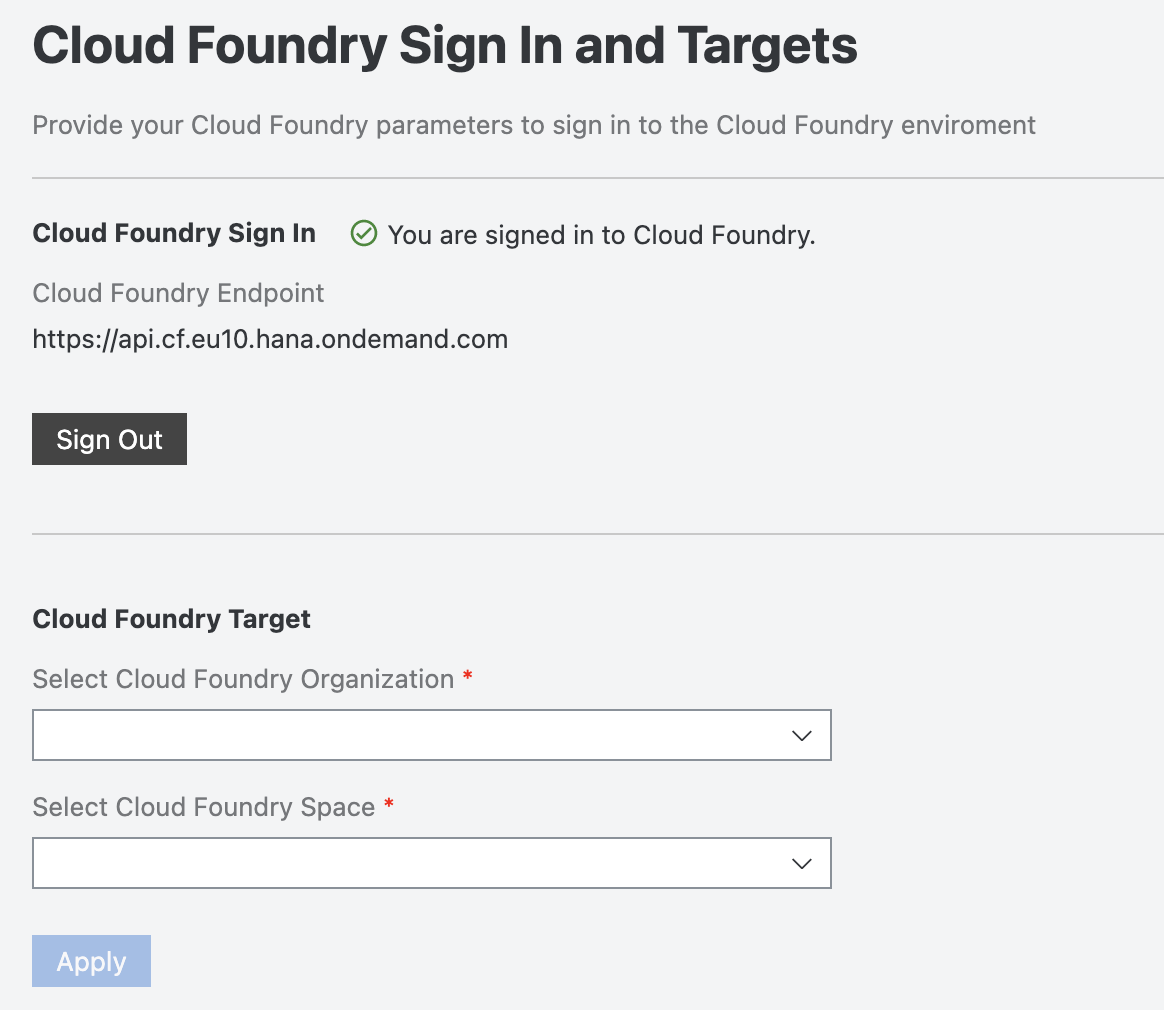 Cloud Foundry Sign In and Targets
Provide your Cloud Foundry parameters to sign in to the Cloud Foundry enviroment
Cloud Foundry Sign In You are signed in to Cloud Foundry.
Cloud Foundry Endpoint
https://api.cf.eu10.hana.ondemand.com
Sign Out
Cloud Foundry Target
Select Cloud Foundry Organization *
Select Cloud Foundry Space *
Apply